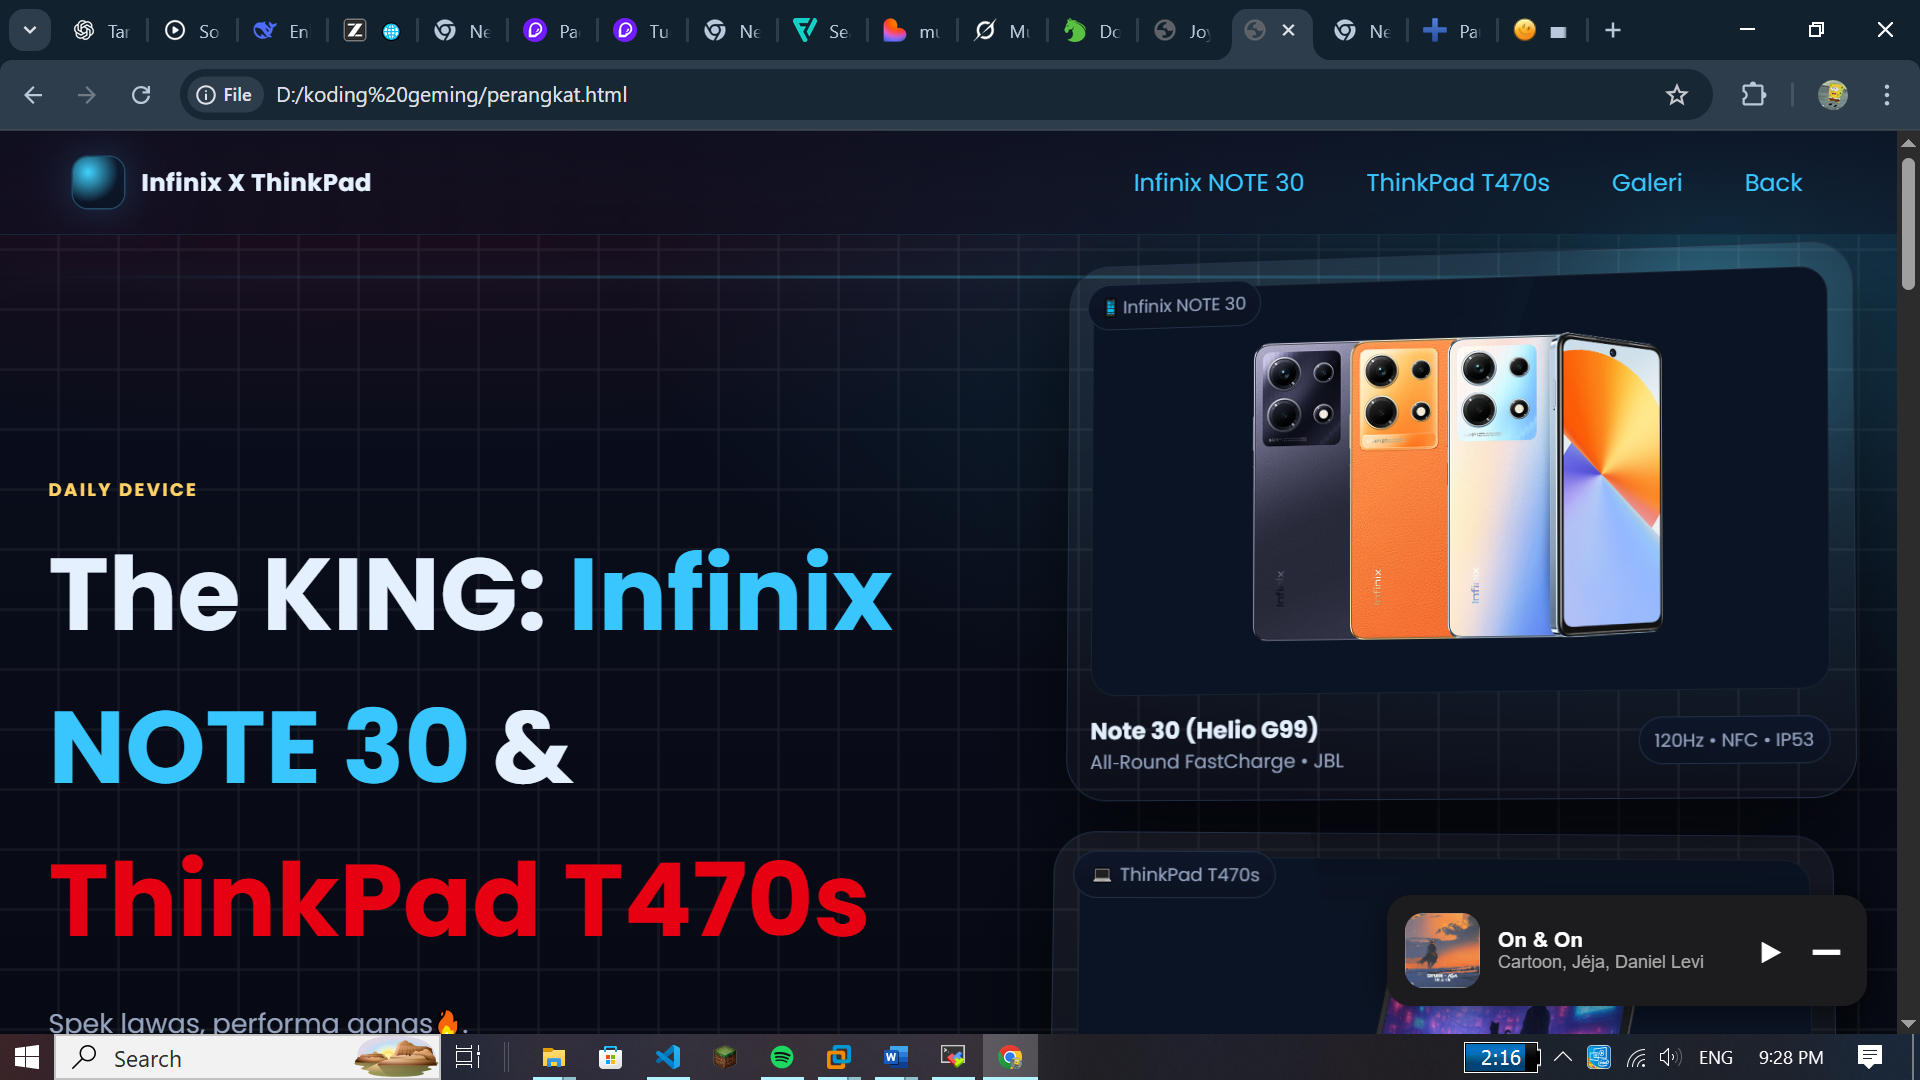 Tar
So
En
Ne
Pa
Tu
Ne
Se
mu
Mu
Do
Joy
Ne
Pa
File
D:/koding%20geming/perangkat.html
Infinix X ThinkPad
Infinix NOTE 30
ThinkPad T470s
Galeri
Back
DAILY DEVICE
The KING: Infinix
NOTE 30 &
ThinkPad T470s
Spek lawas, performa ganas🔥.
📱 Infinix NOTE 30
Infinix
Infinix
Infinix
Note 30 (Helio G99)
All-Round FastCharge • JBL
120Hz • NFC • IP53
💻 ThinkPad T470s
On & On
Cartoon, Jéja, Daniel Levi
Search
2:16
ENG
9:28 PM